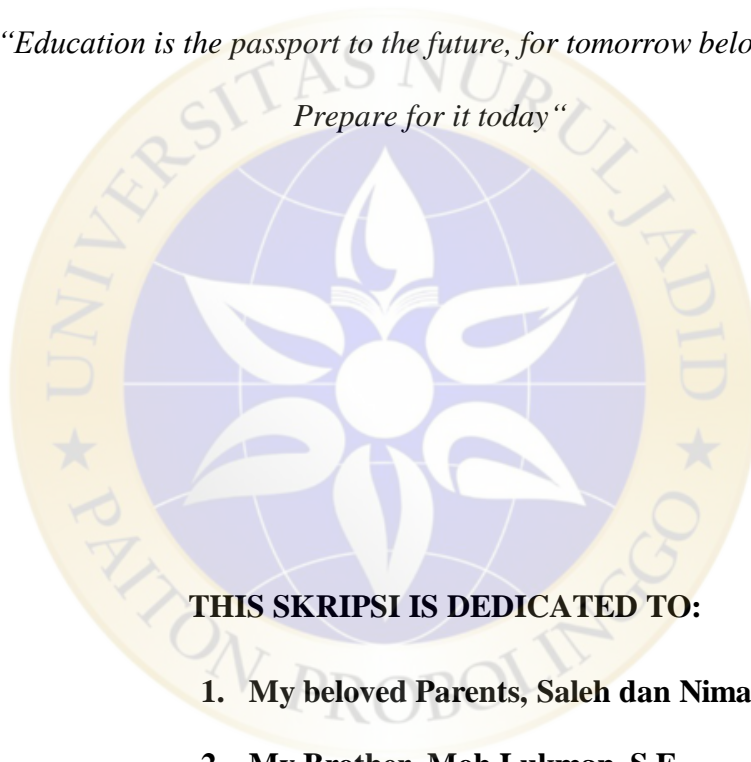 “Education is the passport to the future, for tomorrow belo
Prepare for it today“
UNIVERSITAS NURUL JADID
PAITON PROBOLINGGO
THIS SKRIPSI IS DEDICATED TO:
1. My beloved Parents, Saleh dan Nima
2. My Brother, Moh Lukman, S.E